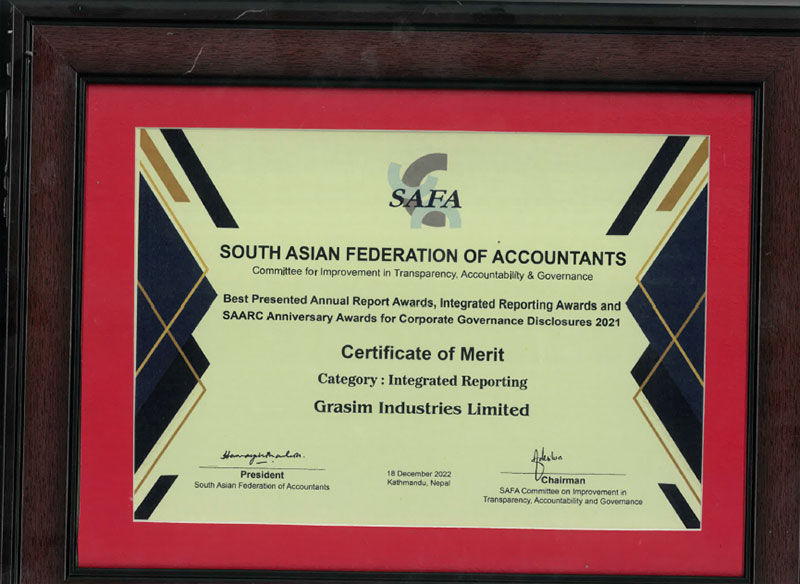 SAFA
SOUTH ASIAN FEDERATION OF ACCOUNTANTS
Committee for Improvement in Transparency, Accountability & Governance
Best Presented Annual Report Awards, Integrated Reporting Awards and
SAARC Anniversary Awards for Corporate Governance Disclosures 2021
Certificate of Merit
Category : Integrated Reporting
Grasim Industries Limited
President
South Asian Federation of Accountants
18 December 2022
Kathmandu, Nepal
Chairman
SAFA Committee on Improvement in
Transparency, Accountability and Governance